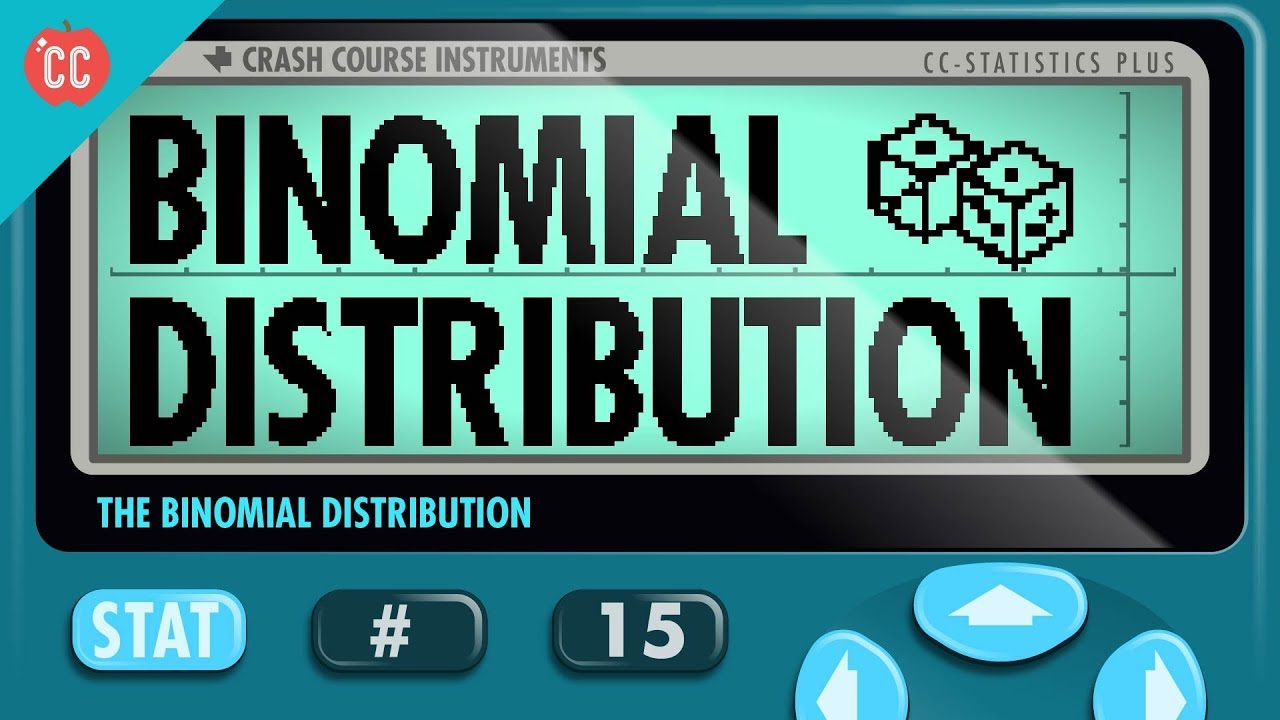 CC
CRASH COURSE INSTRUMENTS
CC-STATISTICS PLUS
BINOMIAL
DISTRIBUTION
THE BINOMIAL DISTRIBUTION
STAT
#
15